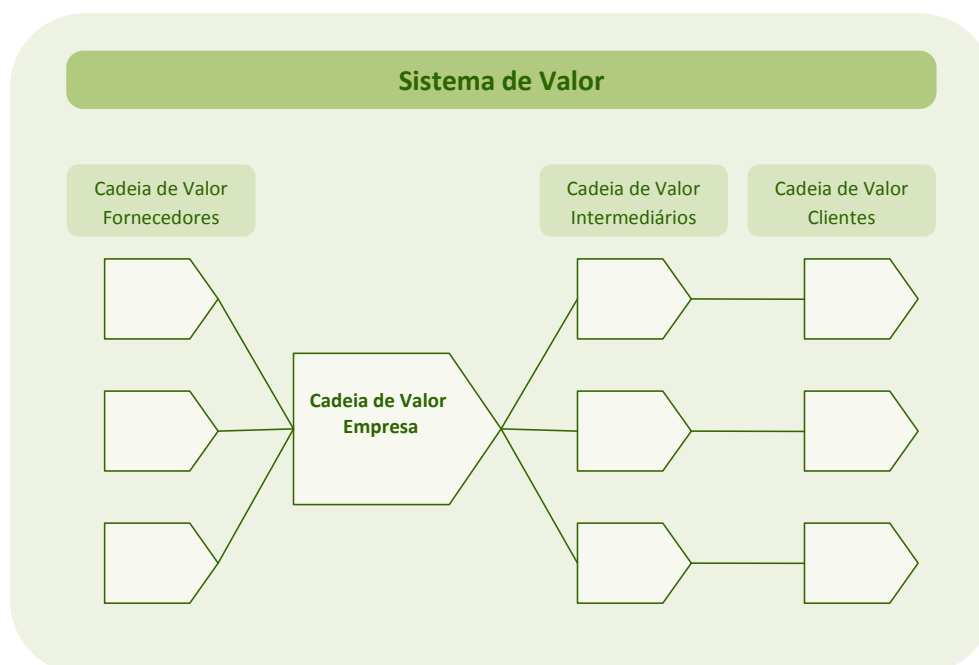 Sistema de Valor
Cadeia de Valor
Fornecedores
Cadeia de Valor
Intermediários
Cadeia de Valor
Clientes
Cadeia de Valor
Empresa